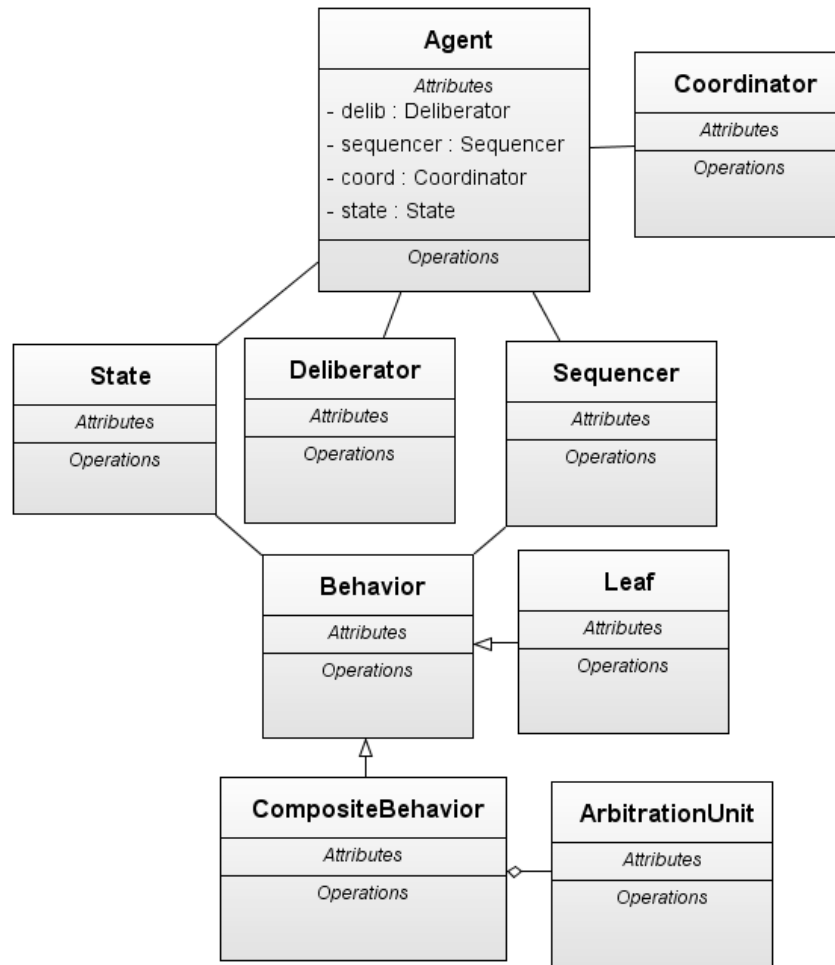 Agent
Attributes
- delib : Deliberator
- sequencer : Sequencer
- coord : Coordinator
- state : State
Operations
Coordinator
Attributes
Operations
State
Attributes
Operations
Deliberator
Attributes
Operations
Sequencer
Attributes
Operations
Behavior
Attributes
Operations
Leaf
Attributes
Operations
CompositeBehavior
Attributes
Operations
ArbitrationUnit
Attributes
Operations